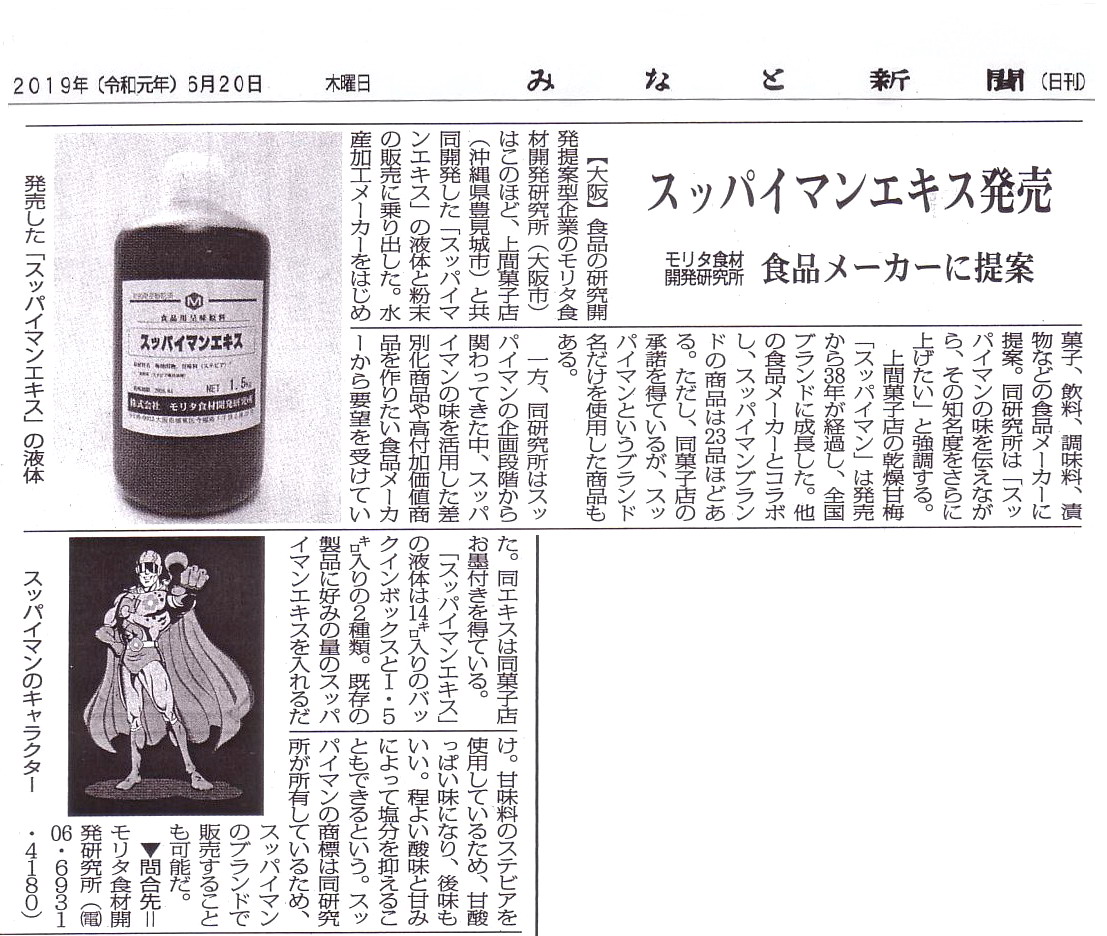 2019年（令和元年）6月20日
木曜日
みなと新聞
（日刊）
スッパイマンエキス発売
モリタ食材
開発研究所
食品メーカーに提案
【大阪】食品の研究開
発提案型企業のモリタ食
材開発研究所（大阪市）
はこのほど、上間菓子店
（沖縄県豊見城市）と共
同開発した「スッパイマ
ンエキス」の液体と粉末
の販売に乗り出した。水
産加工メーカーをはじめ
菓子、飲料、調味料、漬
物などの食品メーカーに
提案。同研究所は「スッ
パイマンの味を伝えなが
ら、その知名度をさらに
上げたい」と強調する。
上間菓子店の乾燥甘梅
「スッパイマン」は発売
から38年が経過し、全国
ブランドに成長した。他
の食品メーカーとコラボ
し、スッパイマンブラン
ドの商品は23品ほどあ
る。ただし、同菓子店の
承諾を得ているが、スッ
パイマンというブランド
名だけを使用した商品も
ある。
一方、同研究所はスッ
パイマンの企画段階から
関わってきた中、スッパ
イマンの味を活用した差
別化商品や高付加価値商
品を作りたい食品メーカ
ーから要望を受けてい
た。同エキスは同菓子店
お墨付きを得ている。
「スッパイマンエキス」
の液体は14㌔入りのバッ
クインボックスと1・5
㌔入りの2種類。既存の
製品に好みの量のスッパ
イマンエキスを入れるだ
け。甘味料のステビアを
使用しているため、甘酸
っぱい味になり、後味も
いい。程よい酸味と甘み
によって塩分を抑えるこ
ともできるという。スッ
パイマンの商標は同研究
所が所有しているため、
スッパイマン
のブランドで
販売すること
も可能だ。
▼問合先＝
モリタ食材開
発研究所（電
06・6931
・4180）
発売した「スッパイマンエキス」の液体
M
食品用呈味原料
スッパイマンエキス
NET 1.5kg
株式会社 モリタ食材開発研究所
スッパイマンのキャラクター